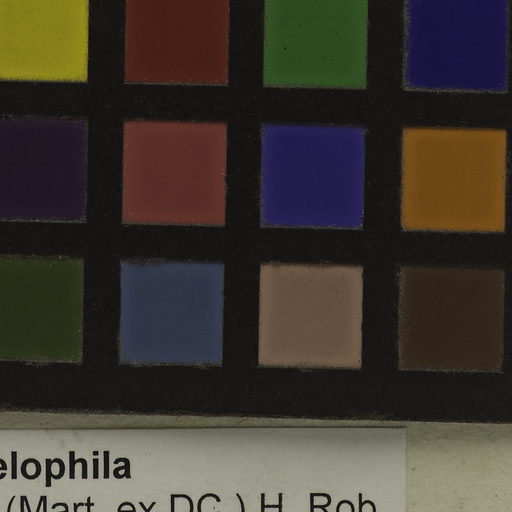 elophila
(Mart. ex DC.) H. Rob.